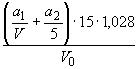 (a₁/V + a₂/5) · 15 · 1,028
V₀